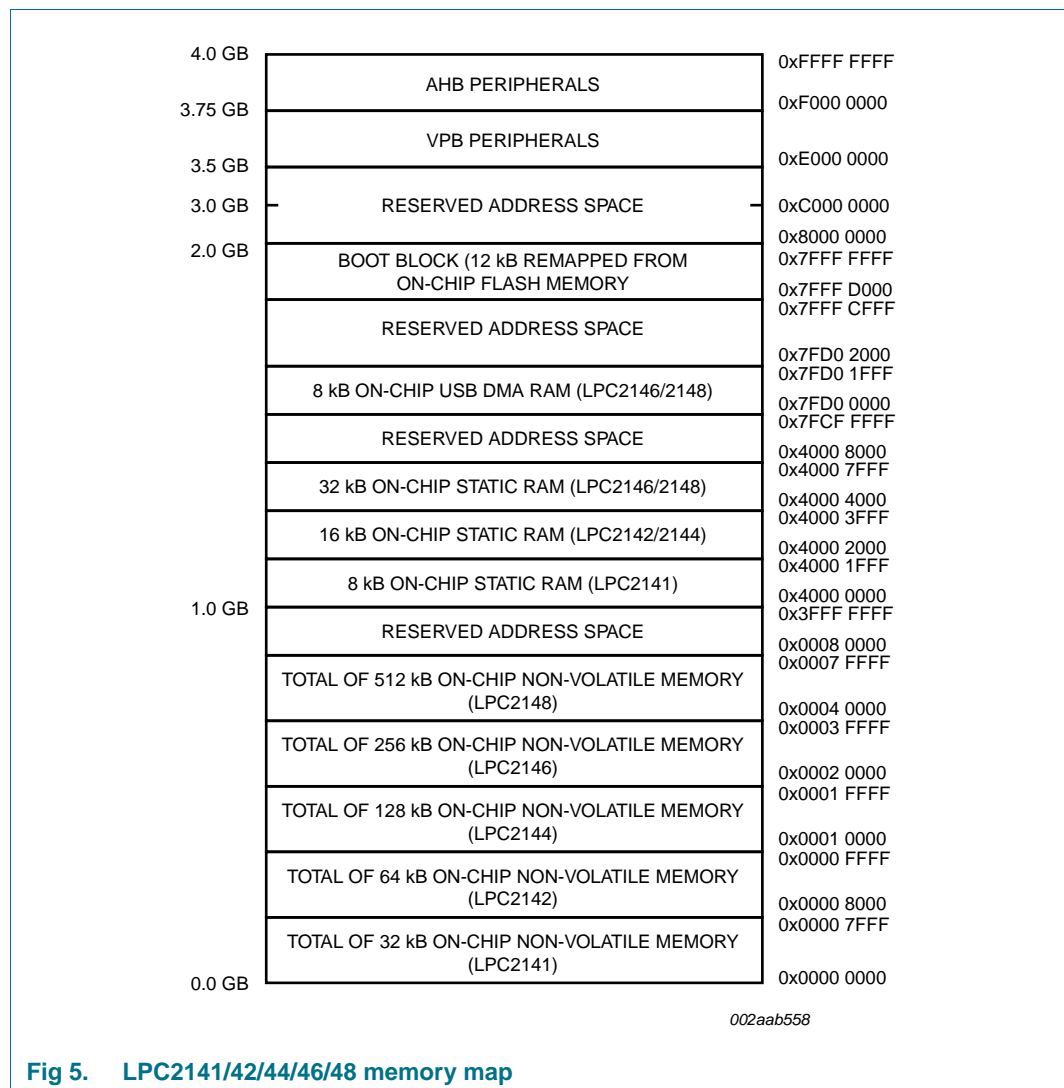 4.0 GB
0xFFFF FFFF
AHB PERIPHERALS
3.75 GB
0xF000 0000
VPB PERIPHERALS
3.5 GB
0xE000 0000
3.0 GB
RESERVED ADDRESS SPACE
0xC000 0000
0x8000 0000
2.0 GB
0x7FFF FFFF
BOOT BLOCK (12 kB REMAPPED FROM
ON-CHIP FLASH MEMORY
0x7FFF D000
0x7FFF CFFF
RESERVED ADDRESS SPACE
0x7FD0 2000
0x7FD0 1FFF
8 kB ON-CHIP USB DMA RAM (LPC2146/2148)
0x7FD0 0000
0x7FCF FFFF
RESERVED ADDRESS SPACE
0x4000 8000
0x4000 7FFF
32 kB ON-CHIP STATIC RAM (LPC2146/2148)
0x4000 4000
0x4000 3FFF
16 kB ON-CHIP STATIC RAM (LPC2142/2144)
0x4000 2000
0x4000 1FFF
8 kB ON-CHIP STATIC RAM (LPC2141)
0x4000 0000
1.0 GB
0x3FFF FFFF
RESERVED ADDRESS SPACE
0x0008 0000
0x0007 FFFF
TOTAL OF 512 kB ON-CHIP NON-VOLATILE MEMORY
(LPC2148)
0x0004 0000
0x0003 FFFF
TOTAL OF 256 kB ON-CHIP NON-VOLATILE MEMORY
(LPC2146)
0x0002 0000
0x0001 FFFF
TOTAL OF 128 kB ON-CHIP NON-VOLATILE MEMORY
(LPC2144)
0x0001 0000
0x0000 FFFF
TOTAL OF 64 kB ON-CHIP NON-VOLATILE MEMORY
(LPC2142)
0x0000 8000
0x0000 7FFF
TOTAL OF 32 kB ON-CHIP NON-VOLATILE MEMORY
(LPC2141)
0x0000 0000
0.0 GB
002aab558
Fig 5. LPC2141/42/44/46/48 memory map